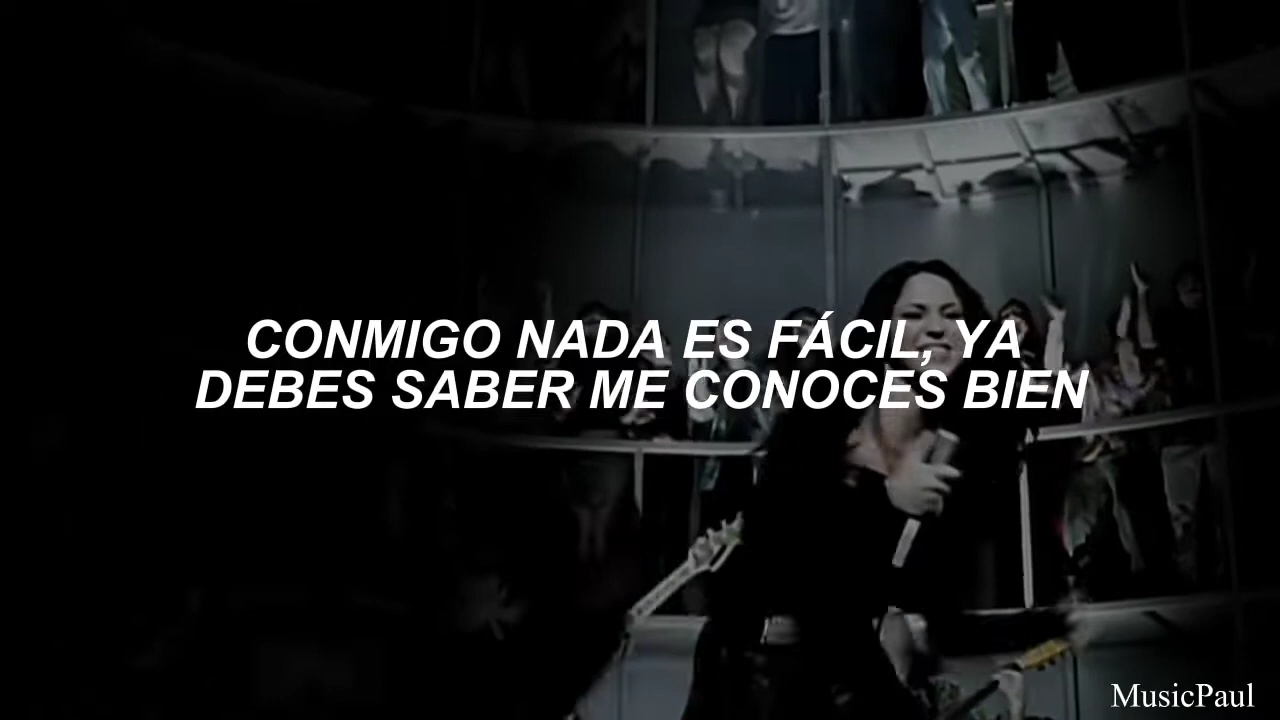 CONMIGO NADA ES FÁCIL, YA
DEBES SABER ME CONOCES BIEN
MusicPaul